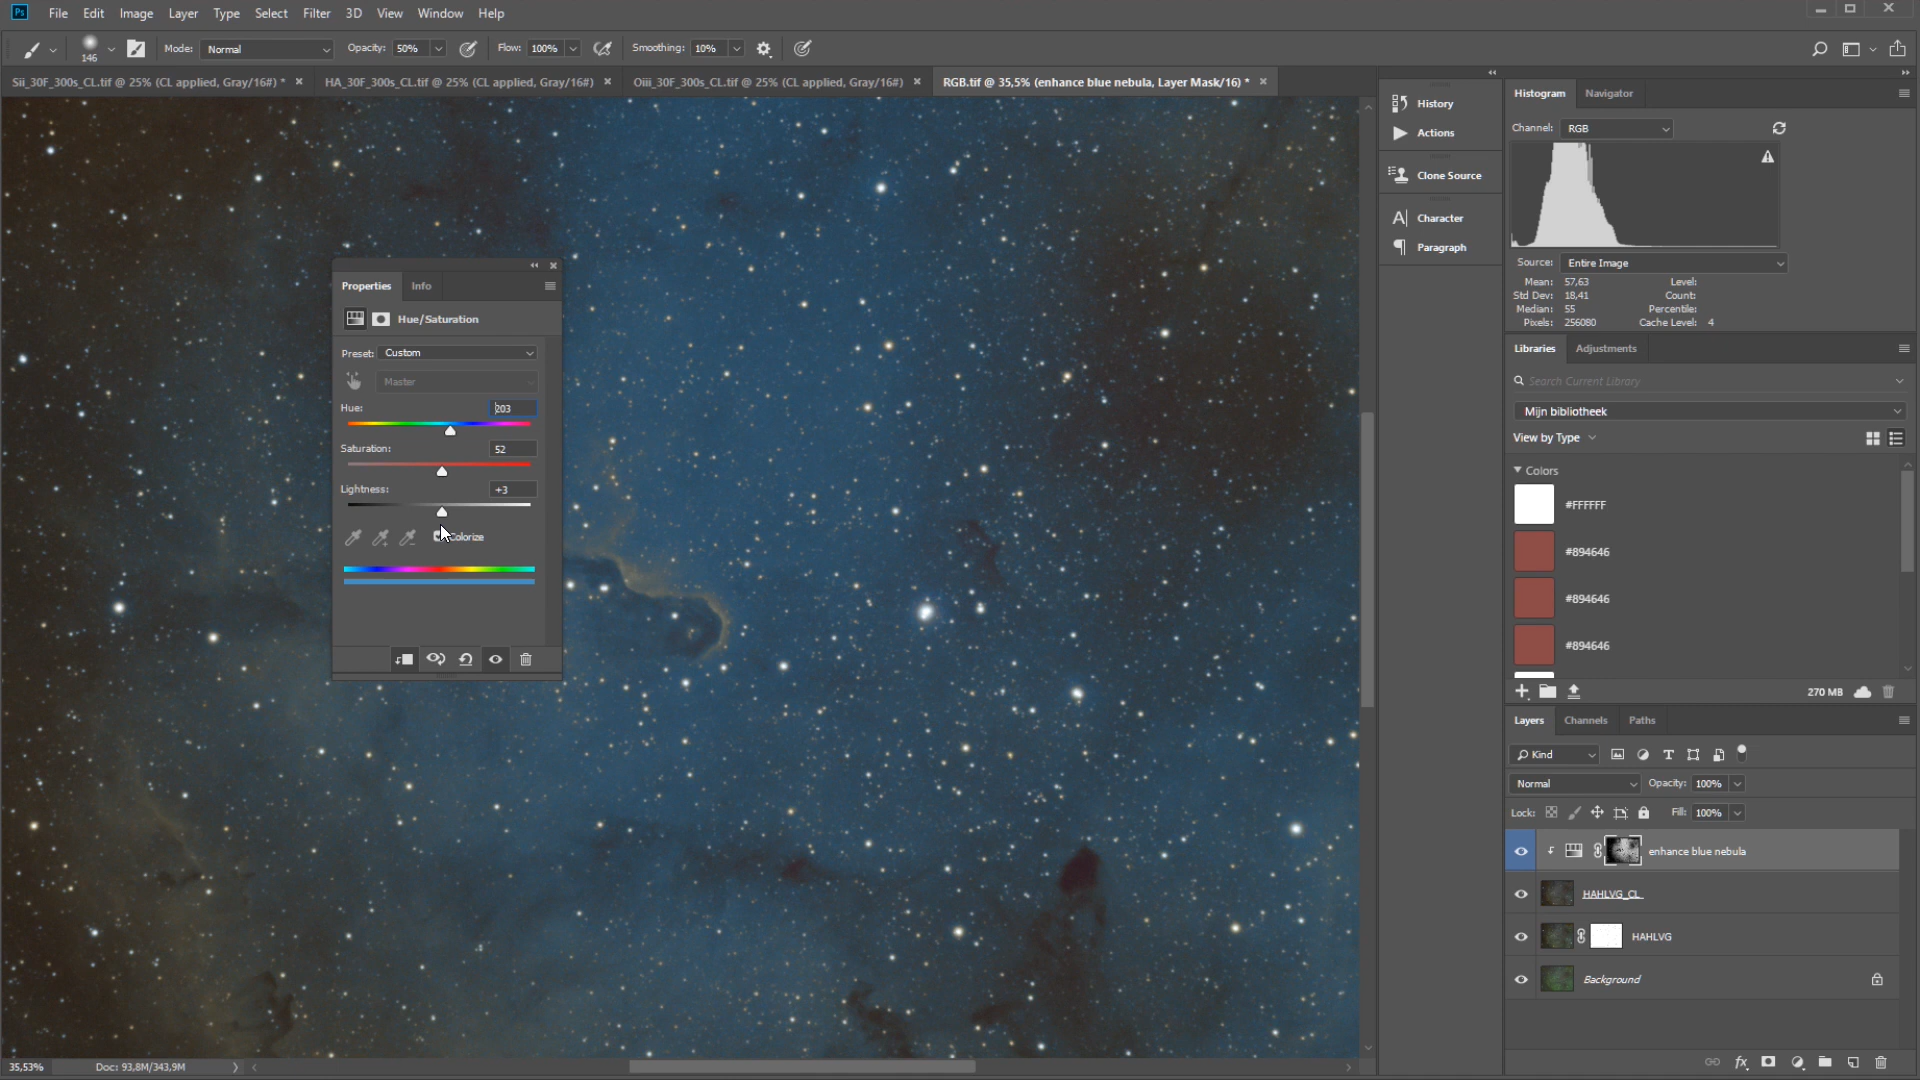 Ps File Edit Image Layer Type Select Filter 3D View Window Help
146 Mode: Normal Opacity: 50% Flow: 100% Smoothing: 10%
Sii_30F_300s_CL.tif @ 25% (CL applied, Gray/16#) * HA_30F_300s_CL.tif @ 25% (CL applied, Gray/16#) Oiii_30F_300s_CL.tif @ 25% (CL applied, Gray/16#) RGB.tif @ 35,5% (enhance blue nebula, Layer Mask/16) *
History
Actions
Clone Source
Character
Paragraph
Histogram Navigator
Channel: RGB
Source: Entire Image
Mean: 57,63 Level:
Std Dev: 18,41 Count:
Median: 55 Percentile:
Pixels: 256080 Cache Level: 4
Properties Info
Hue/Saturation
Preset: Custom
Master
Hue: 203
Saturation: 52
Lightness: +3
Colorize
Libraries Adjustments
Search Current Library
Mijn bibliotheek
View by Type
Colors
#FFFFFF
#894646
#894646
#894646
270 MB
Layers Channels Paths
Kind
Normal Opacity: 100%
Lock: Fill: 100%
enhance blue nebula
HAHLVG_CL
HAHLVG
Background
35,53% Doc: 93,8M/343,9M